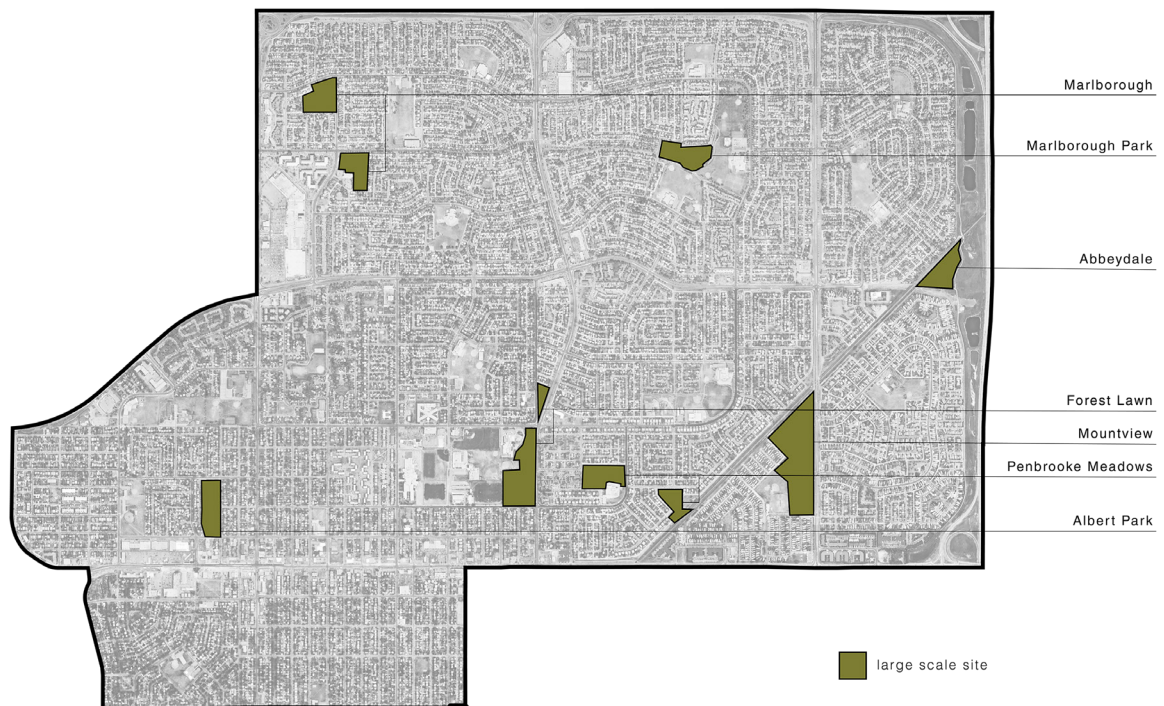 Marlborough
Marlborough Park
Abbeydale
Forest Lawn
Mountview
Penbrooke Meadows
Albert Park
large scale site